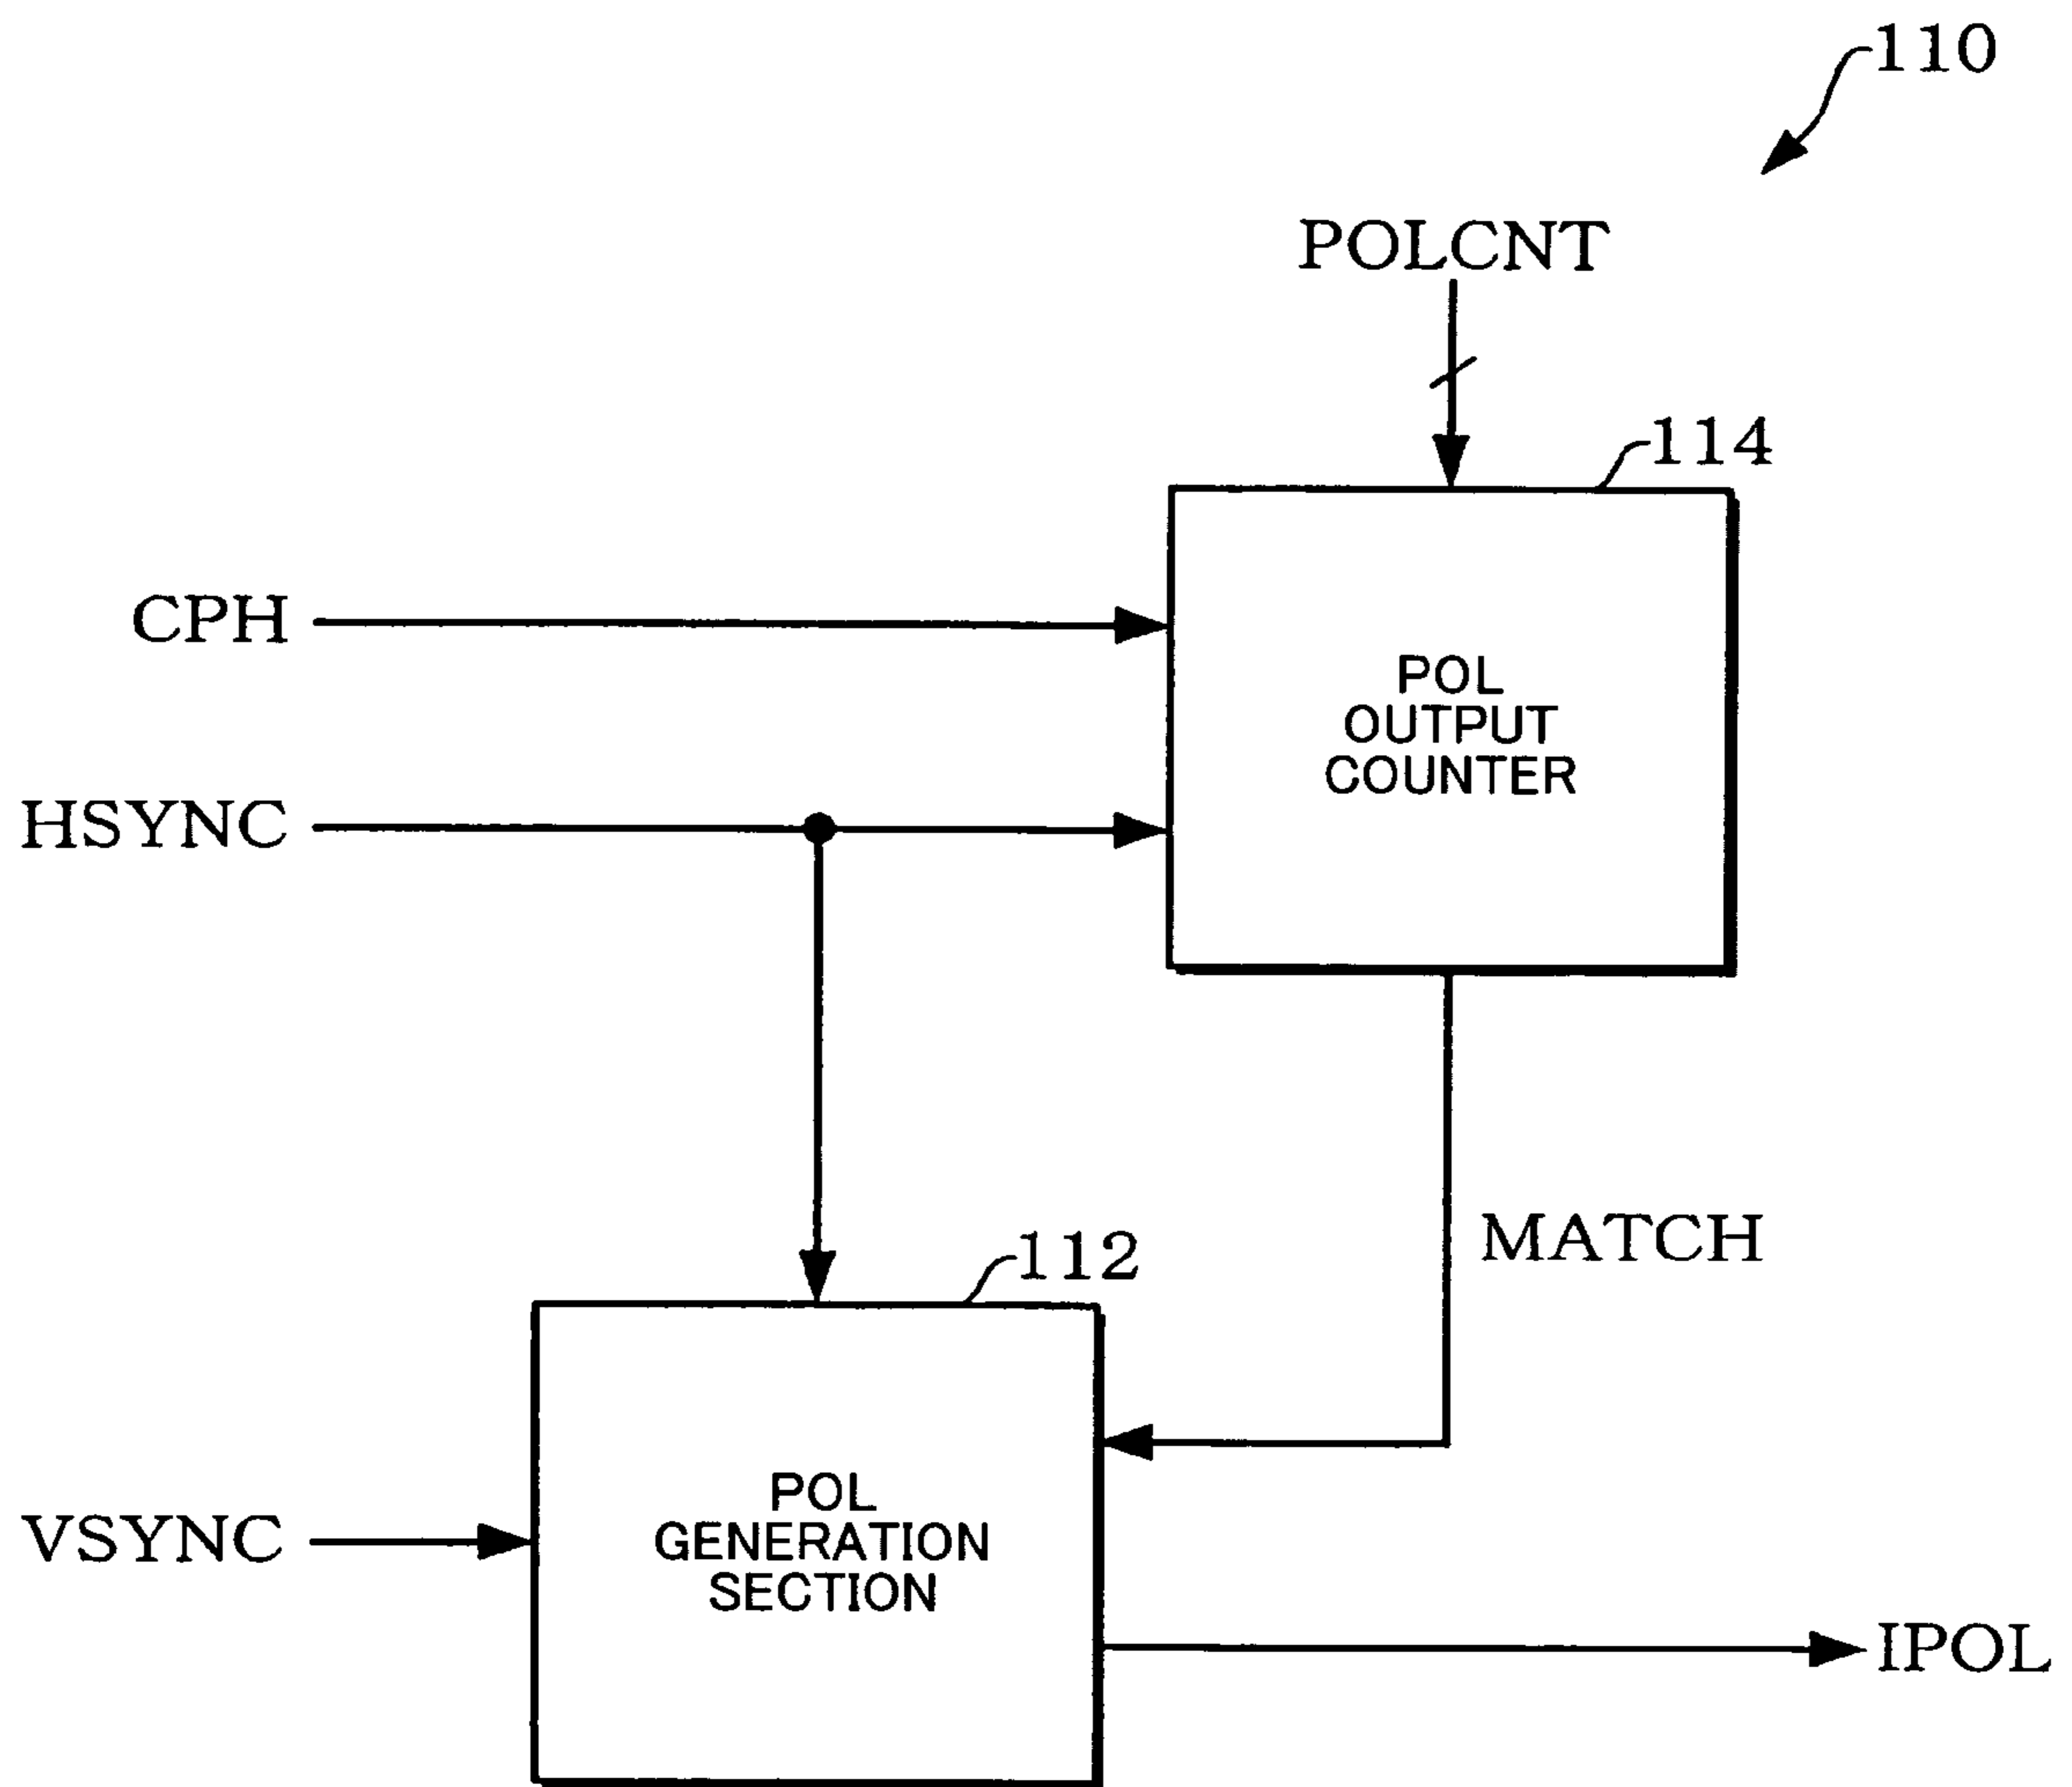 110
POLCNT
114
CPH
POL
OUTPUT
COUNTER
HSYNC
112
MATCH
POL
GENERATION
SECTION
VSYNC
IPOL